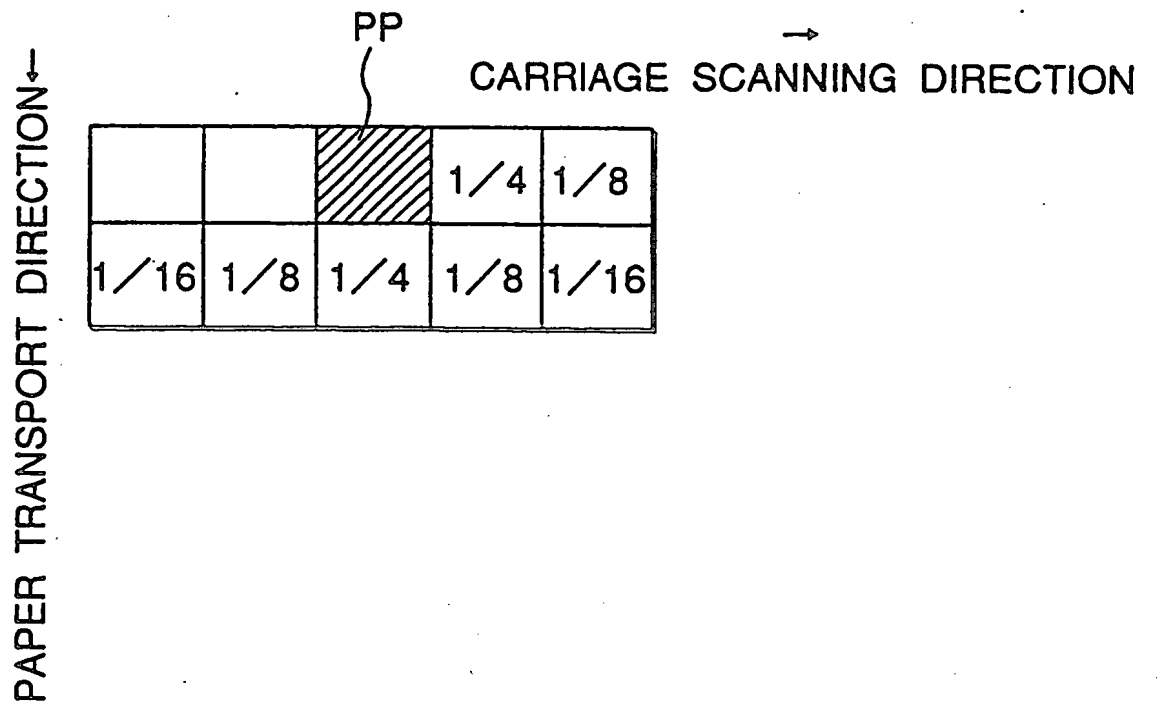 PP
→
CARRIAGE SCANNING DIRECTION
PAPER TRANSPORT DIRECTION←
1/4 1/8
1/16 1/8 1/4 1/8 1/16